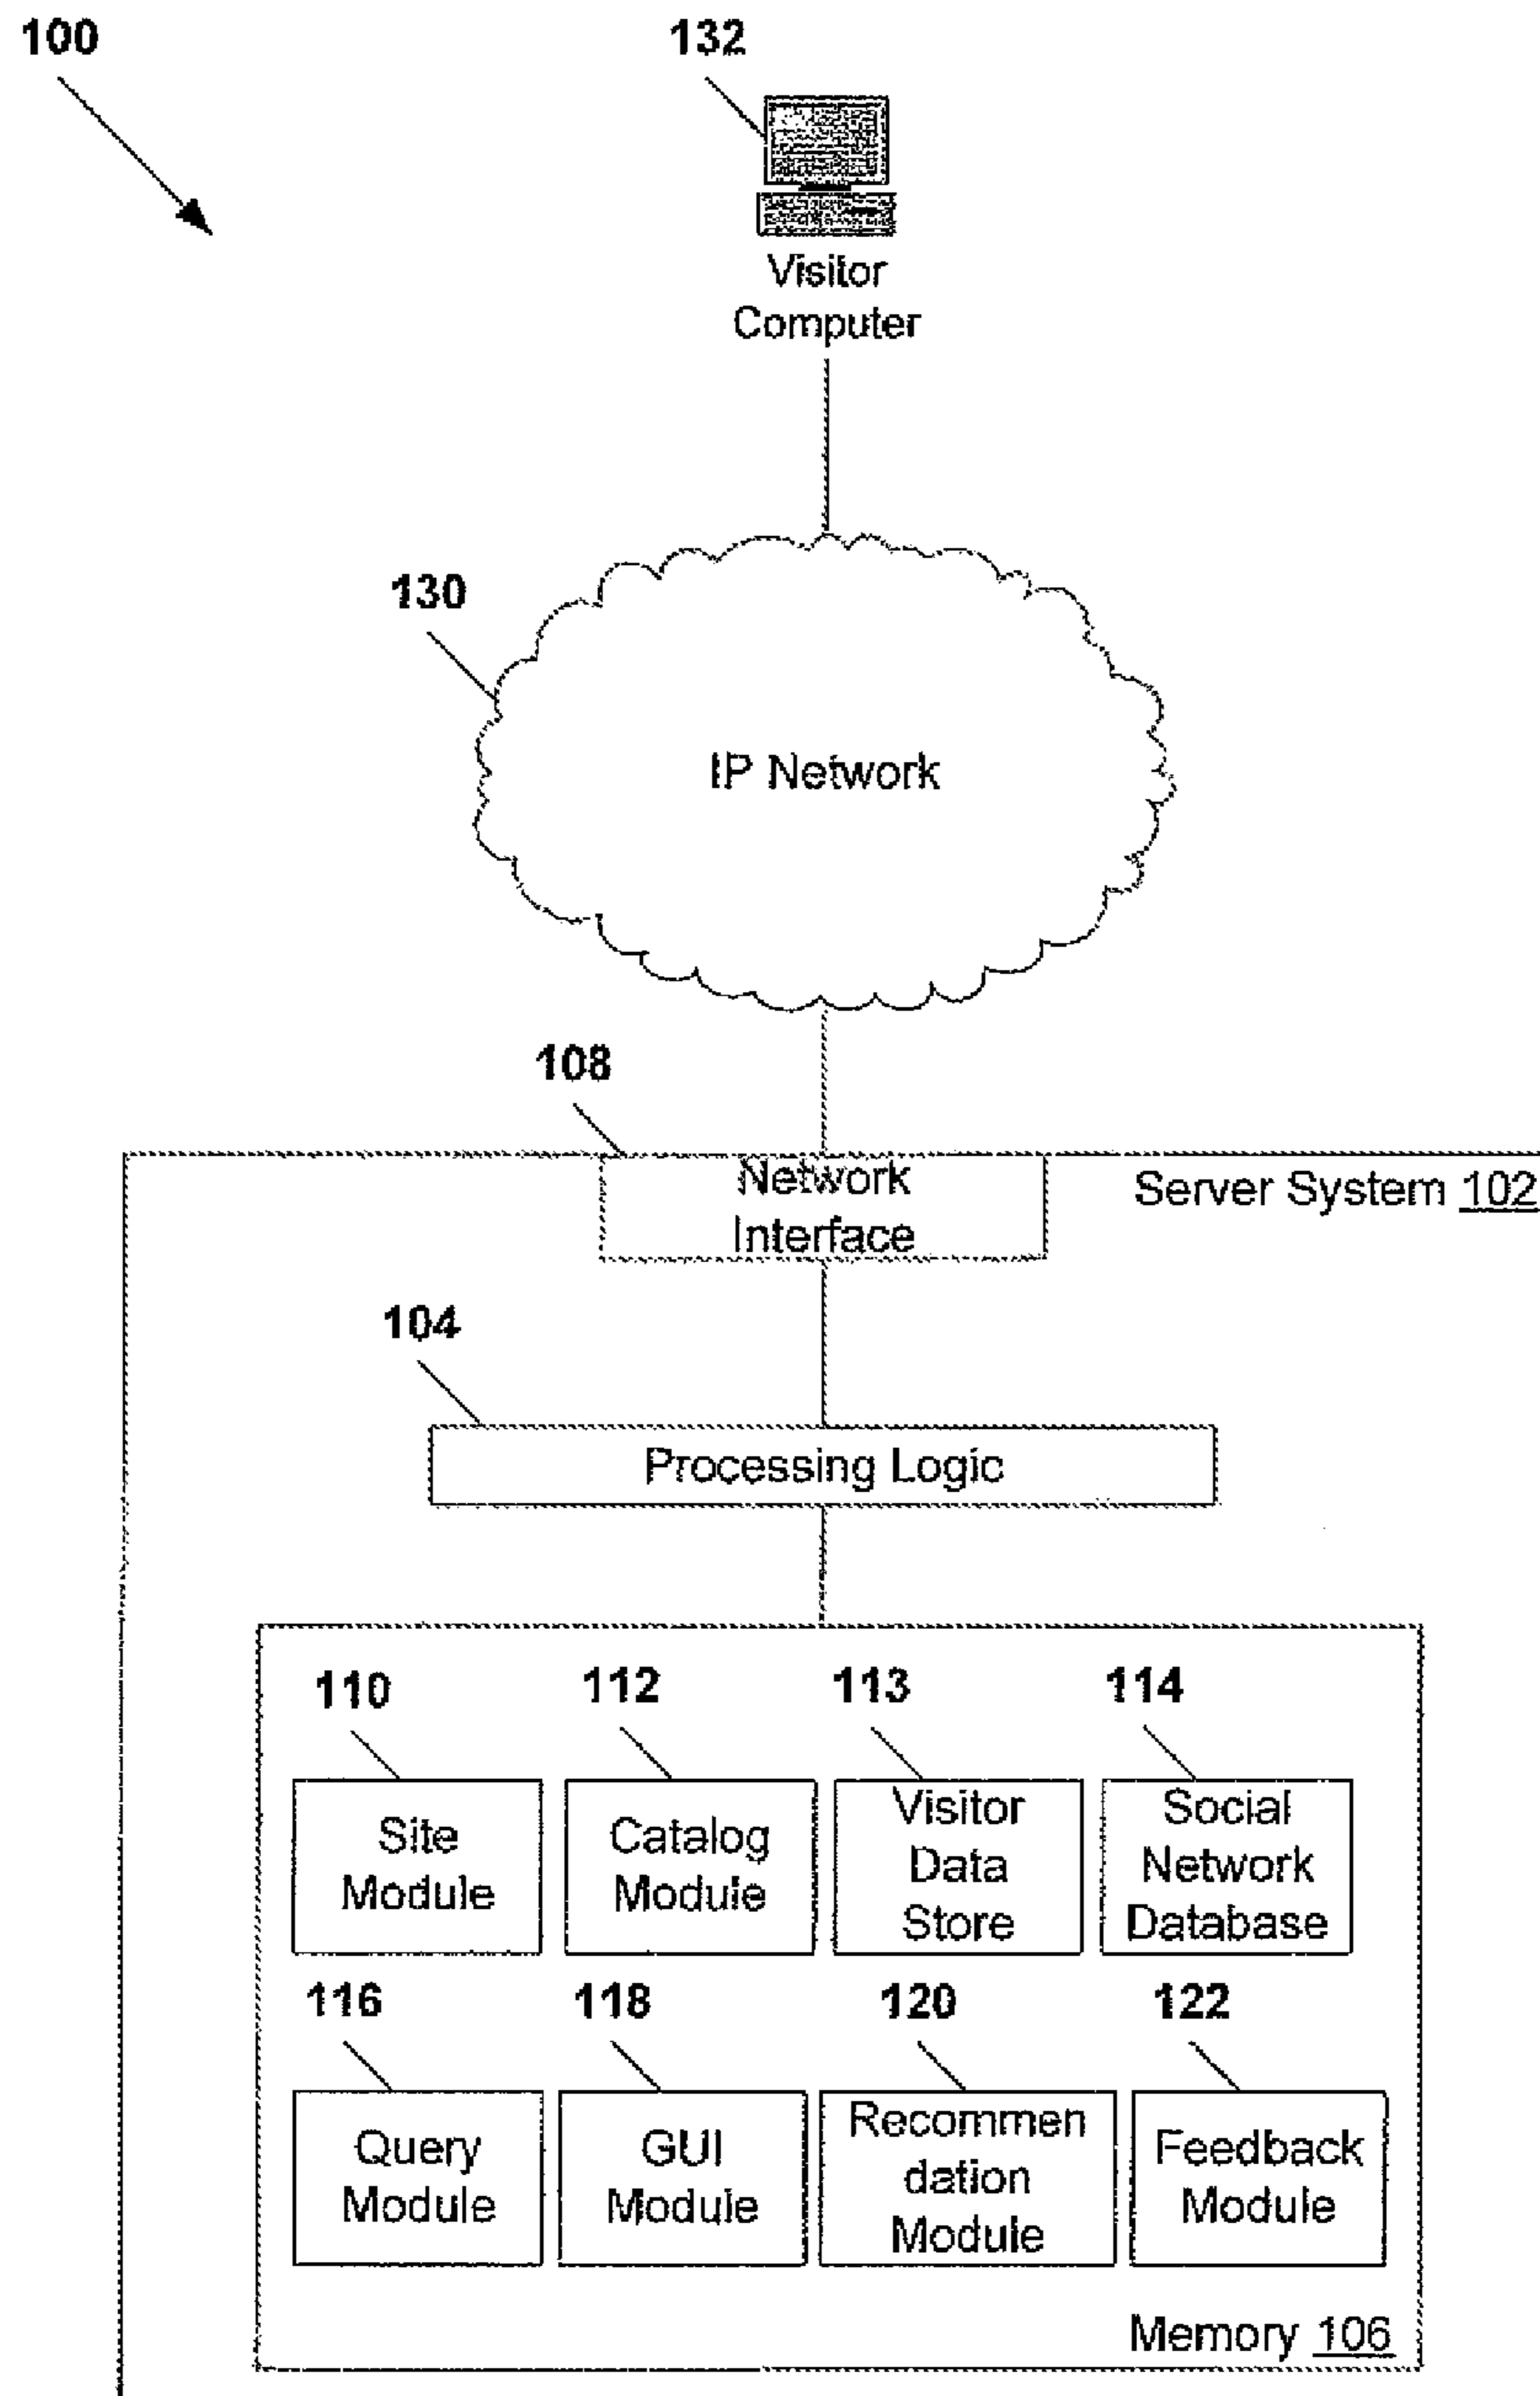 100
132
Visitor
Computer
130
IP Network
108
Network
Interface
Server System 102
104
Processing Logic
110
112
113
114
Site
Module
Catalog
Module
Visitor
Data
Store
Social
Network
Database
116
118
120
122
Query
Module
GUI
Module
Recommen
dation
Module
Feedback
Module
Memory 106